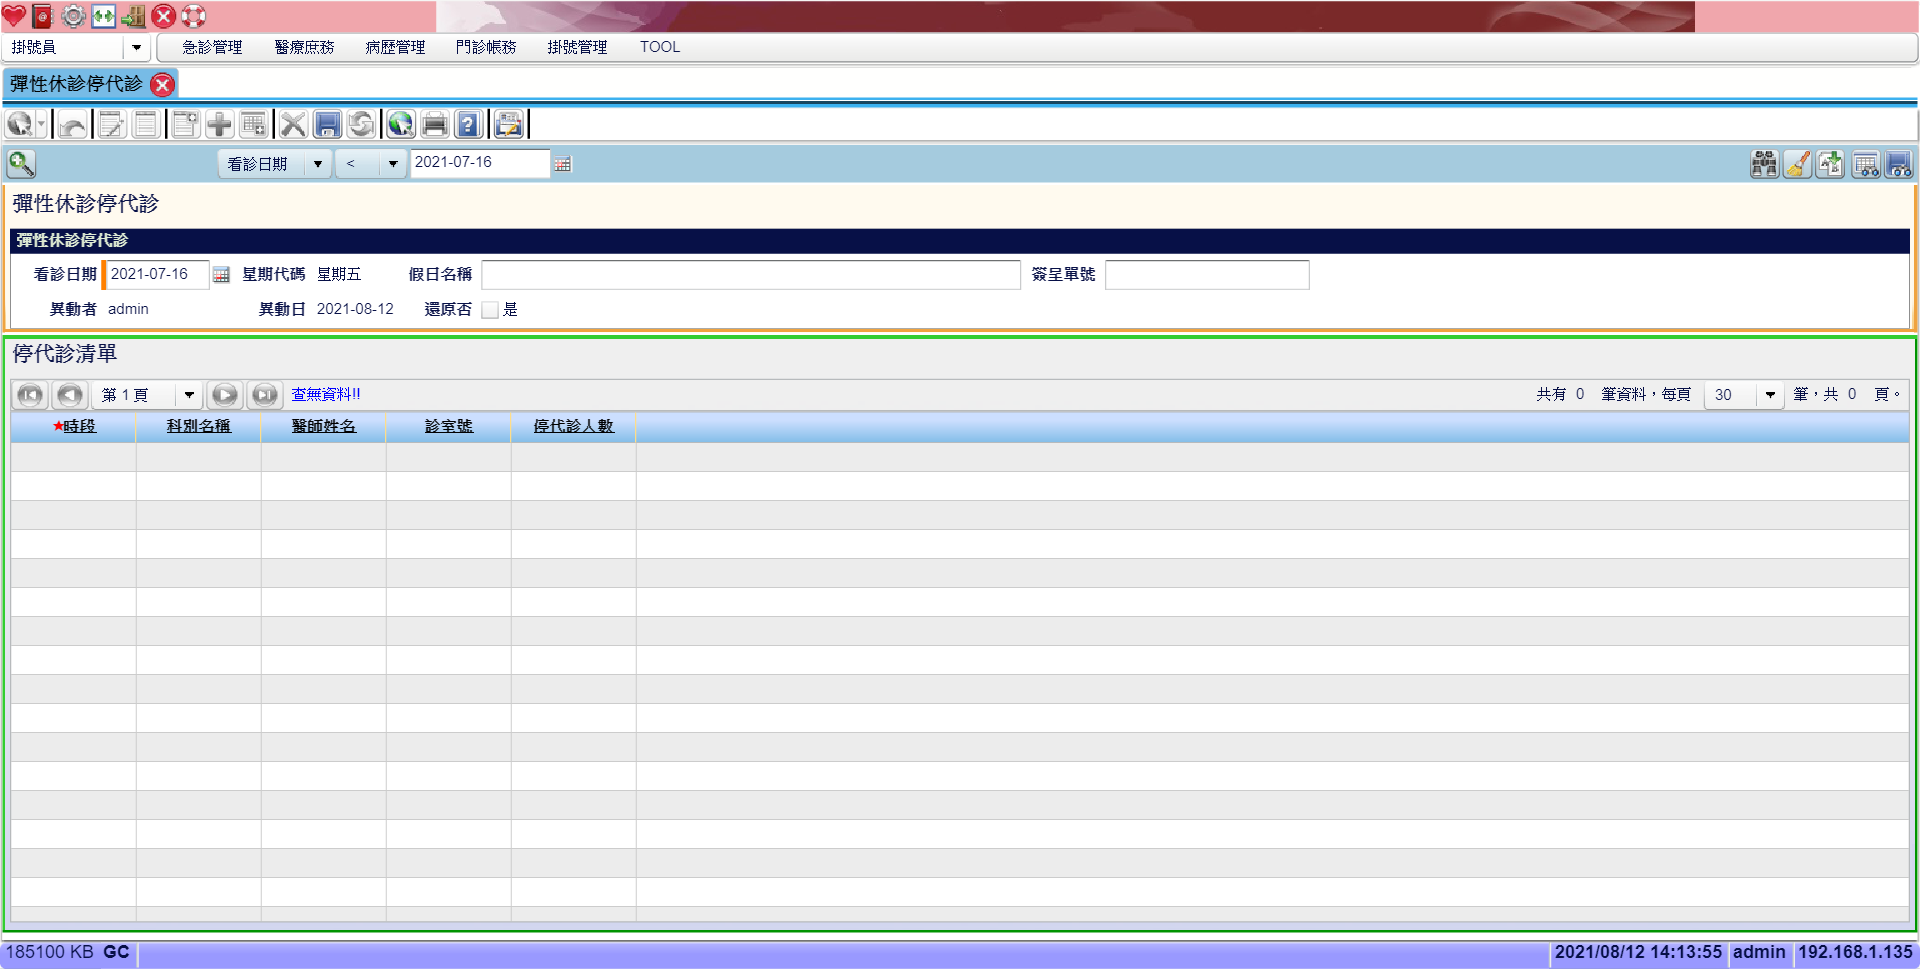 掛號員 急診管理 醫療庶務 病歷管理 門診帳務 掛號管理 TOOL
彈性休診停代診
看診日期 < 2021-07-16
彈性休診停代診
彈性休診停代診
看診日期 2021-07-16 星期代碼 星期五 假日名稱 簽呈單號
異動者 admin 異動日 2021-08-12 還原否 是
停代診清單
第 1 頁 查無資料!! 共有 0 筆資料，每頁 30 筆，共 0 頁。
★時段 科別名稱 醫師姓名 診室號 停代診人數
185100 KB GC 2021/08/12 14:13:55 admin 192.168.1.135